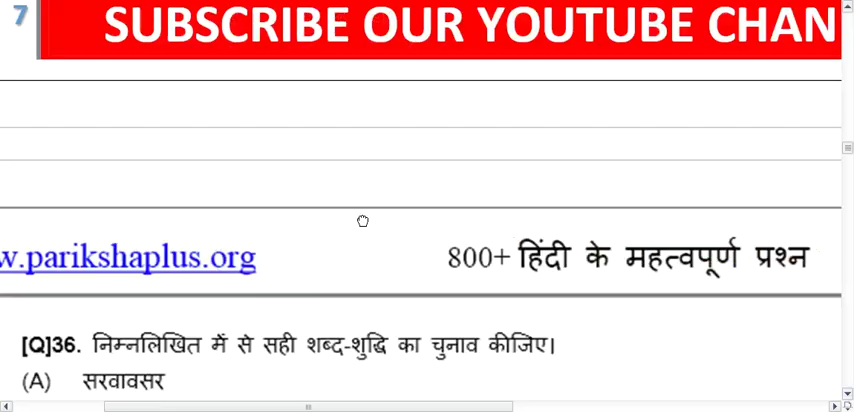 7
SUBSCRIBE OUR YOUTUBE CHAN
w.parikshaplus.org
800+ हिंदी के महत्वपूर्ण प्रश्न
[Q]36. निम्नलिखित में से सही शब्द-शुद्धि का चुनाव कीजिए।
(A) सरवावसर